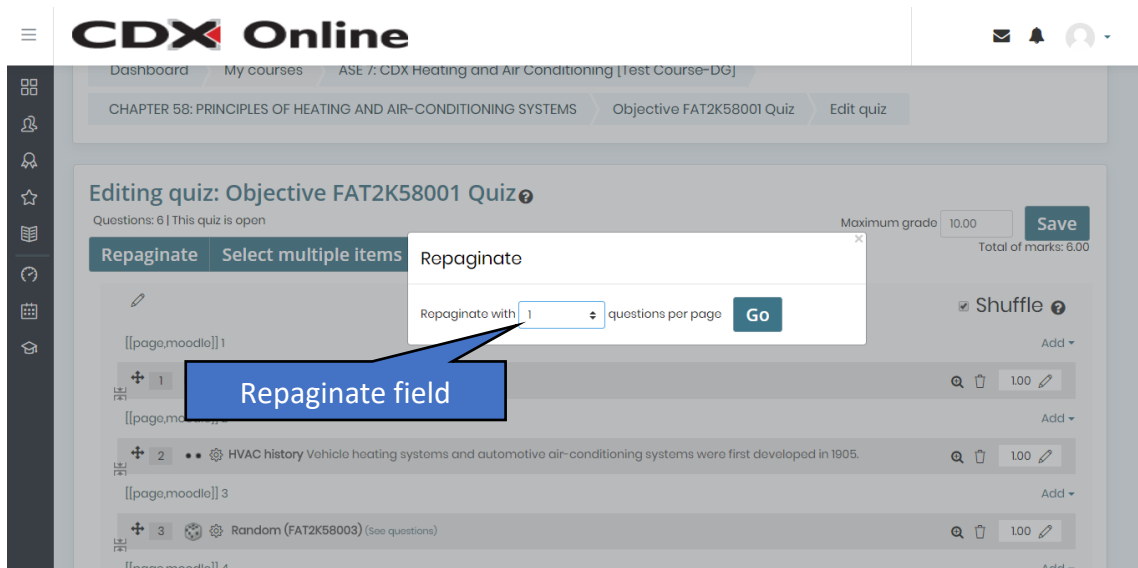 CDX Online
Dashboard My courses ASE 7: CDX Heating and Air Conditioning [Test Course-DG]
CHAPTER 58: PRINCIPLES OF HEATING AND AIR-CONDITIONING SYSTEMS Objective FAT2K58001 Quiz Edit quiz
Editing quiz: Objective FAT2K58001 Quiz
Questions: 6 | This quiz is open
Maximum grade 10.00 Save
Total of marks: 6.00
Repaginate Select multiple items
Repaginate
×
Repaginate with 1 questions per page Go
Shuffle
[[page,moodle]] 1 Add
Repaginate field
1 1.00
Add
2 HVAC history Vehicle heating systems and automotive air-conditioning systems were first developed in 1905. 1.00
[[page,moodle]] 3 Add
3 Random (FAT2K58003) (See questions) 1.00